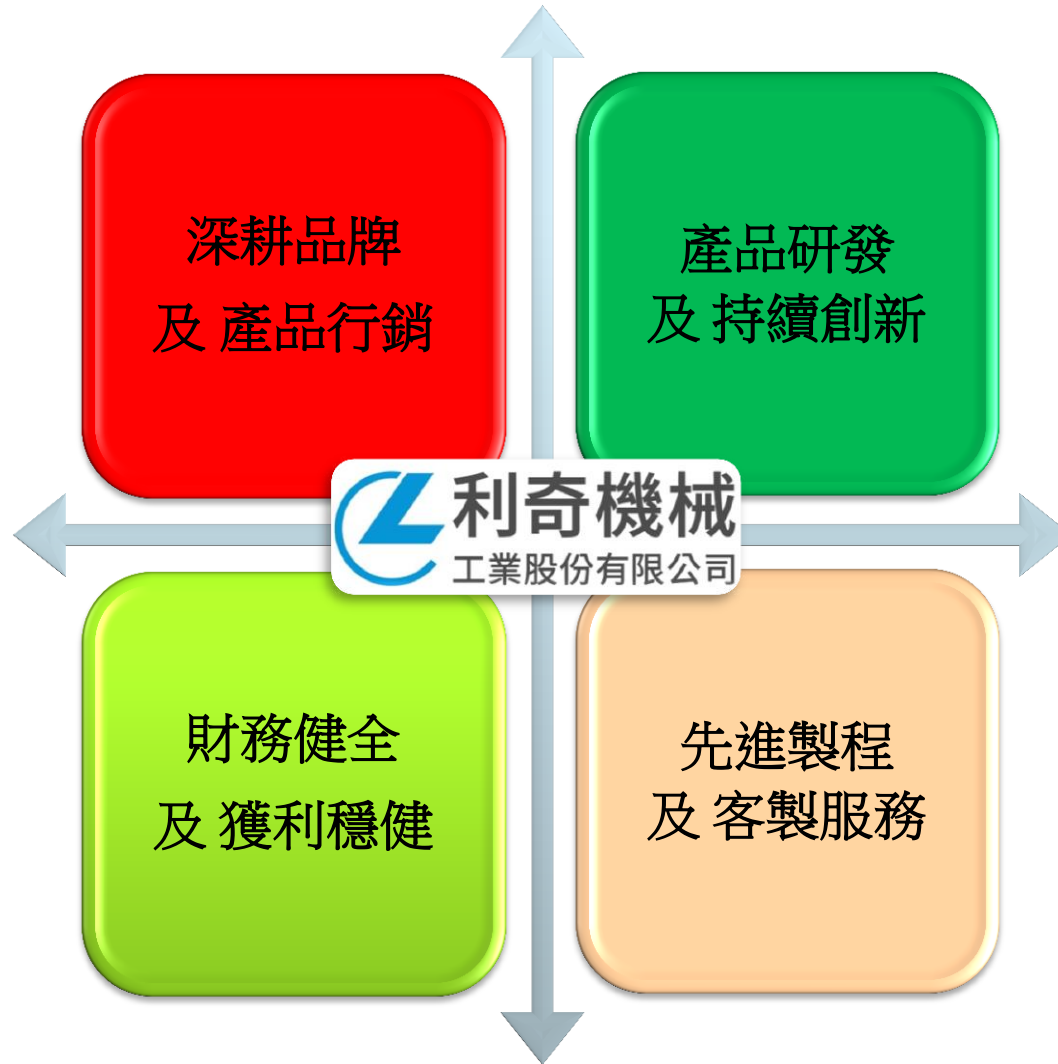 深耕品牌
及 產品行銷
產品研發
及 持續創新
利奇機械
工業股份有限公司
財務健全
及 獲利穩健
先進製程
及 客製服務